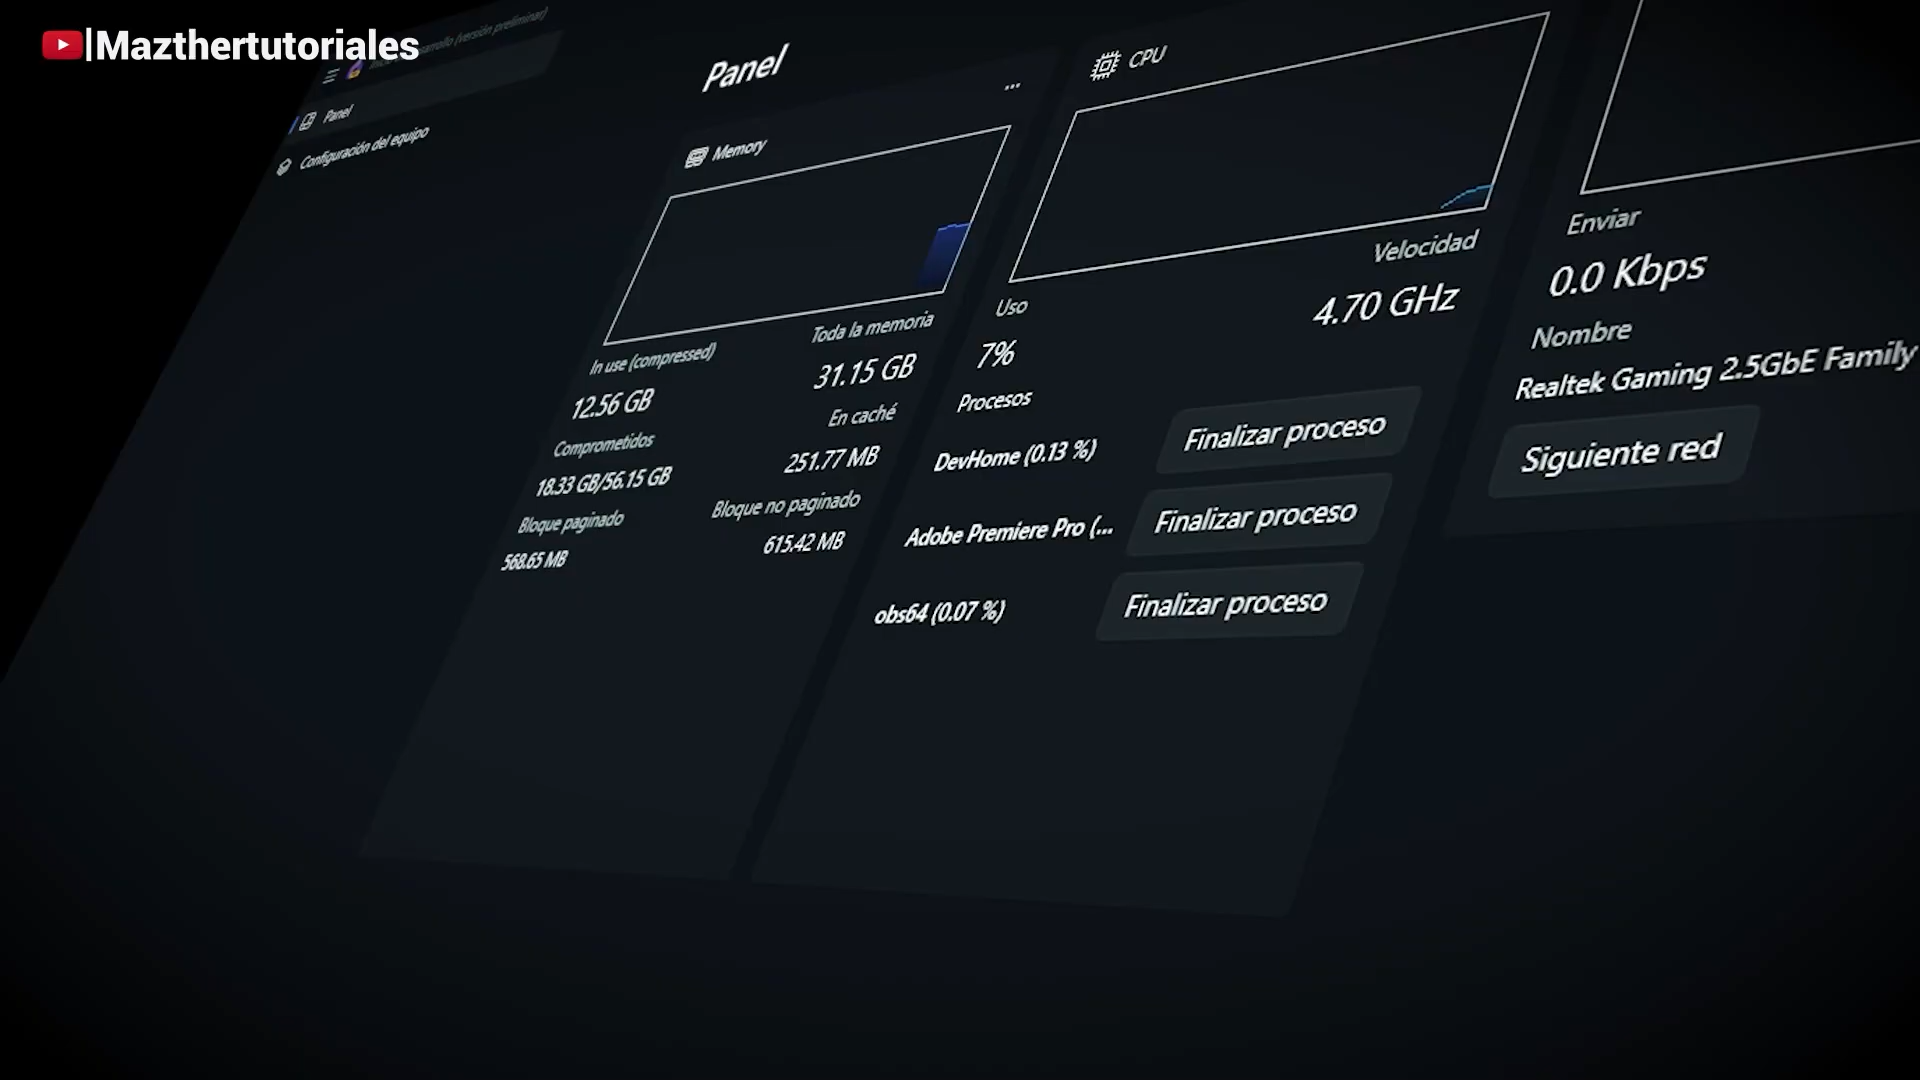 |Mazthertutoriales
(versión preliminar)
Panel
Configuración del equipo
Panel
...
Memory
In use (compressed)
Toda la memoria
12.56 GB
31.15 GB
Comprometidos
En caché
18.33 GB/56.15 GB
251.77 MB
Bloque paginado
Bloque no paginado
568.65 MB
615.42 MB
CPU
Uso
Velocidad
7%
4.70 GHz
Procesos
DevHome (0.13 %)
Finalizar proceso
Adobe Premiere Pro (...
Finalizar proceso
obs64 (0.07 %)
Finalizar proceso
Enviar
0.0 Kbps
Nombre
Realtek Gaming 2.5GbE Family
Siguiente red